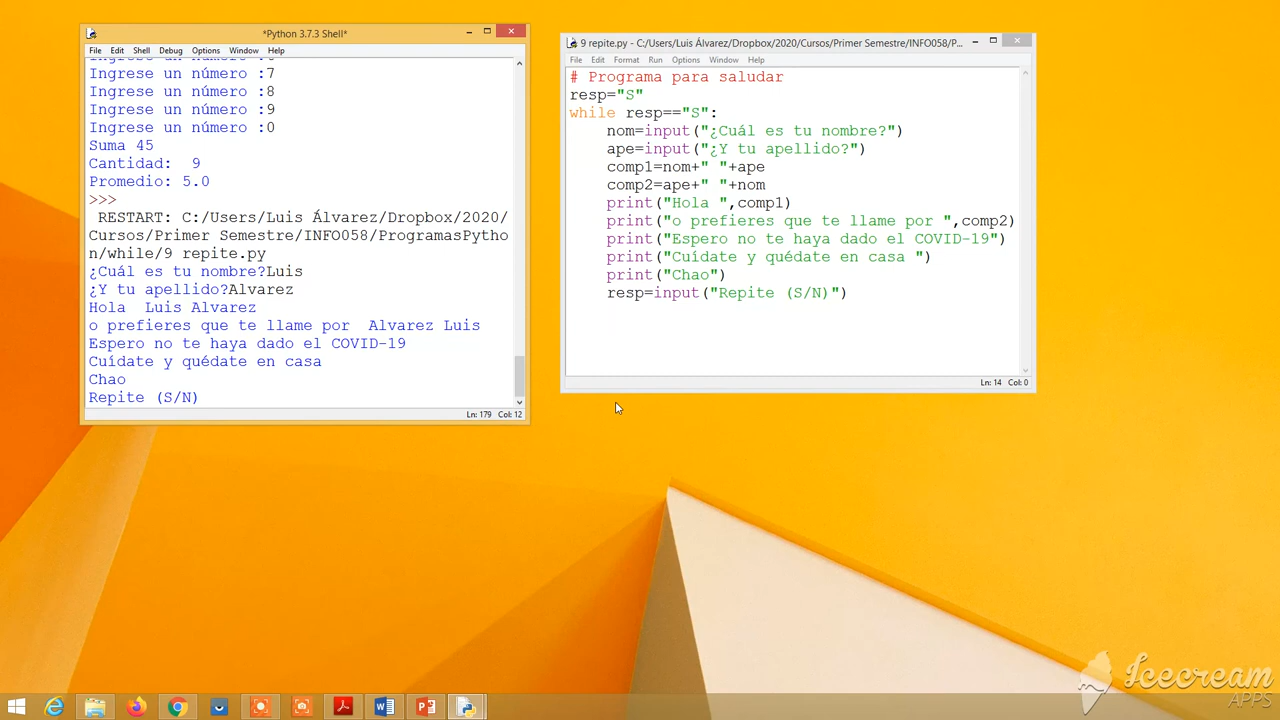 *Python 3.7.3 Shell*
File Edit Shell Debug Options Window Help
Ingrese un número :7
Ingrese un número :8
Ingrese un número :9
Ingrese un número :0
Suma 45
Cantidad:  9
Promedio: 5.0
>>>
 RESTART: C:/Users/Luis Álvarez/Dropbox/2020/
Cursos/Primer Semestre/INFO058/ProgramasPytho
n/while/9 repite.py
¿Cuál es tu nombre?Luis
¿Y tu apellido?Alvarez
Hola  Luis Alvarez
o prefieres que te llame por  Alvarez Luis
Espero no te haya dado el COVID-19
Cuídate y quédate en casa
Chao
Repite (S/N)
Ln: 179 Col: 12
9 repite.py - C:/Users/Luis Álvarez/Dropbox/2020/Cursos/Primer Semestre/INFO058/P...
File Edit Format Run Options Window Help
# Programa para saludar
resp="S"
while resp=="S":
    nom=input("¿Cuál es tu nombre?")
    ape=input("¿Y tu apellido?")
    comp1=nom+" "+ape
    comp2=ape+" "+nom
    print("Hola ",comp1)
    print("o prefieres que te llame por ",comp2)
    print("Espero no te haya dado el COVID-19")
    print("Cuídate y quédate en casa ")
    print("Chao")
    resp=input("Repite (S/N)")
Ln: 14 Col: 0
Icecream
APPS